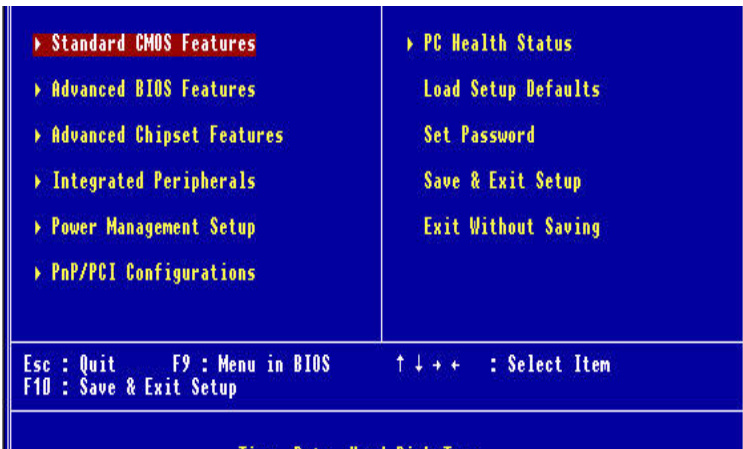 Standard CMOS Features
Advanced BIOS Features
Advanced Chipset Features
Integrated Peripherals
Power Management Setup
PnP/PCI Configurations
PC Health Status
Load Setup Defaults
Set Password
Save & Exit Setup
Exit Without Saving
Esc : Quit F9 : Menu in BIOS ↑ ↓ → ← : Select Item
F10 : Save & Exit Setup